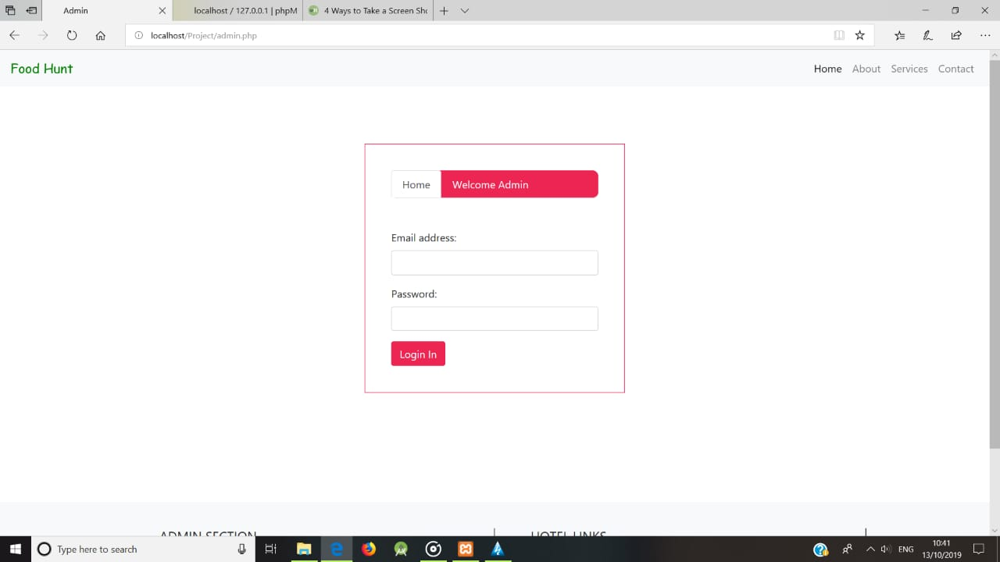 Admin
localhost / 127.0.0.1 | phpM
4 Ways to Take a Screen Sho
localhost/Project/admin.php
Food Hunt
Home About Services Contact
Home Welcome Admin
Email address:
Password:
Login In
ADMIN SECTION
HOTEL LINKS
Type here to search
ENG
10:41
13/10/2019